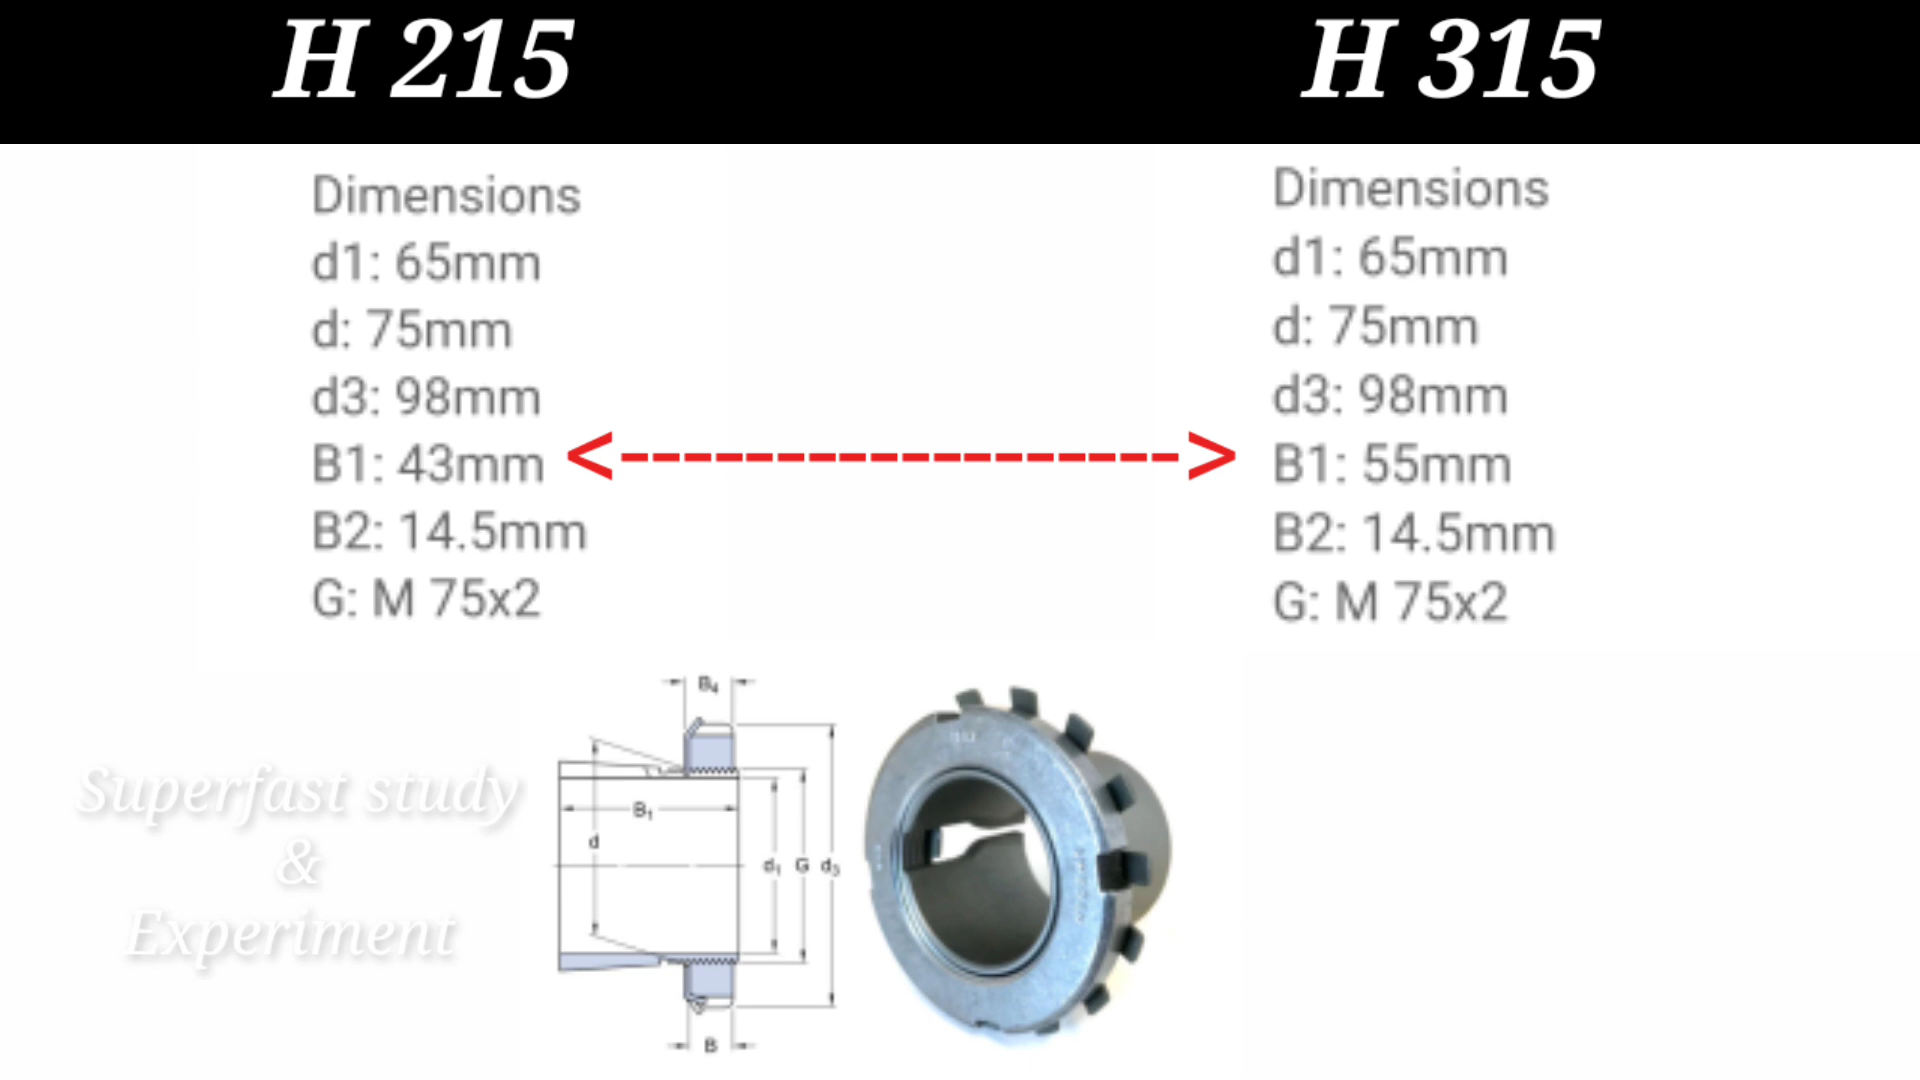 H 215
H 315
Dimensions
d1: 65mm
d: 75mm
d3: 98mm
B1: 43mm
B2: 14.5mm
G: M 75x2
<--------------->
Dimensions
d1: 65mm
d: 75mm
d3: 98mm
B1: 55mm
B2: 14.5mm
G: M 75x2
Superfast study
&
Experiment
B4
B1
d
d1 G d3
B